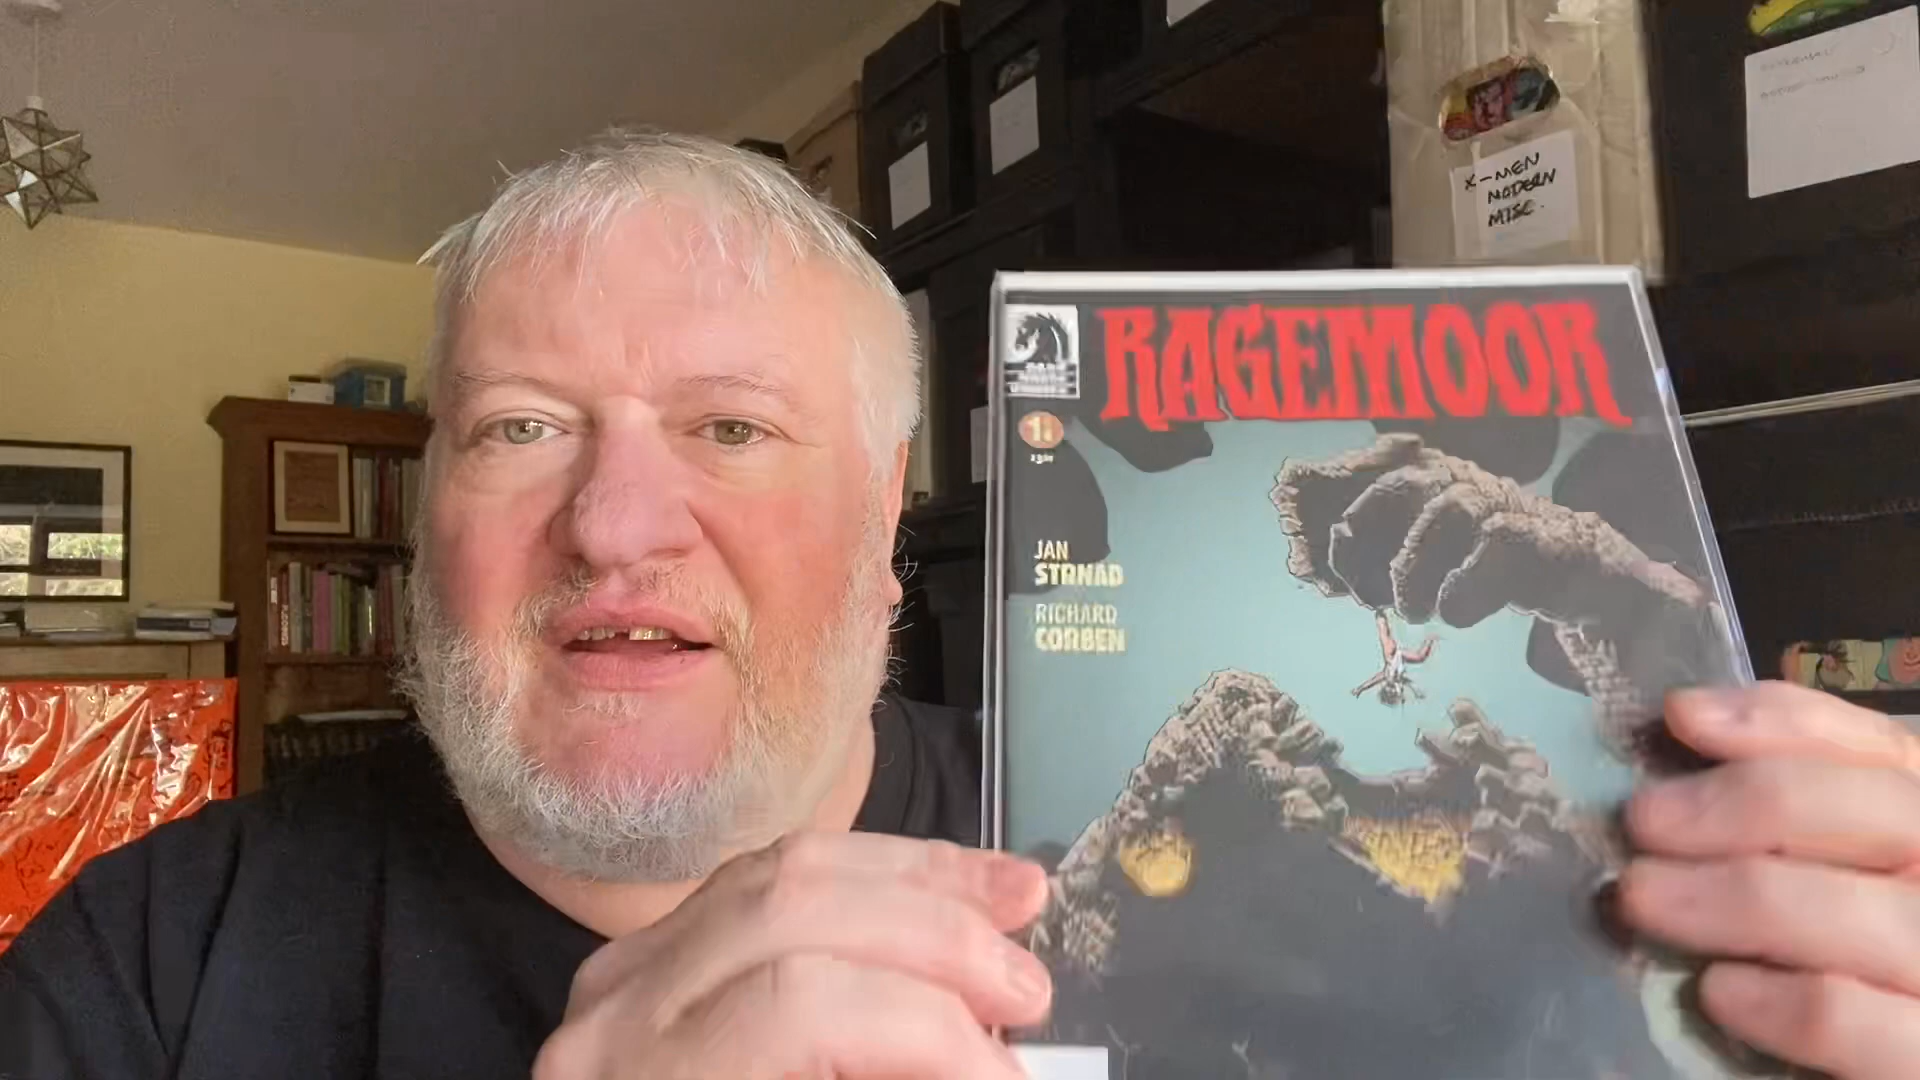 X-MEN
MODERN
MISC.
RAGEMOOR
1
JAN
STRNAD
RICHARD
CORBEN